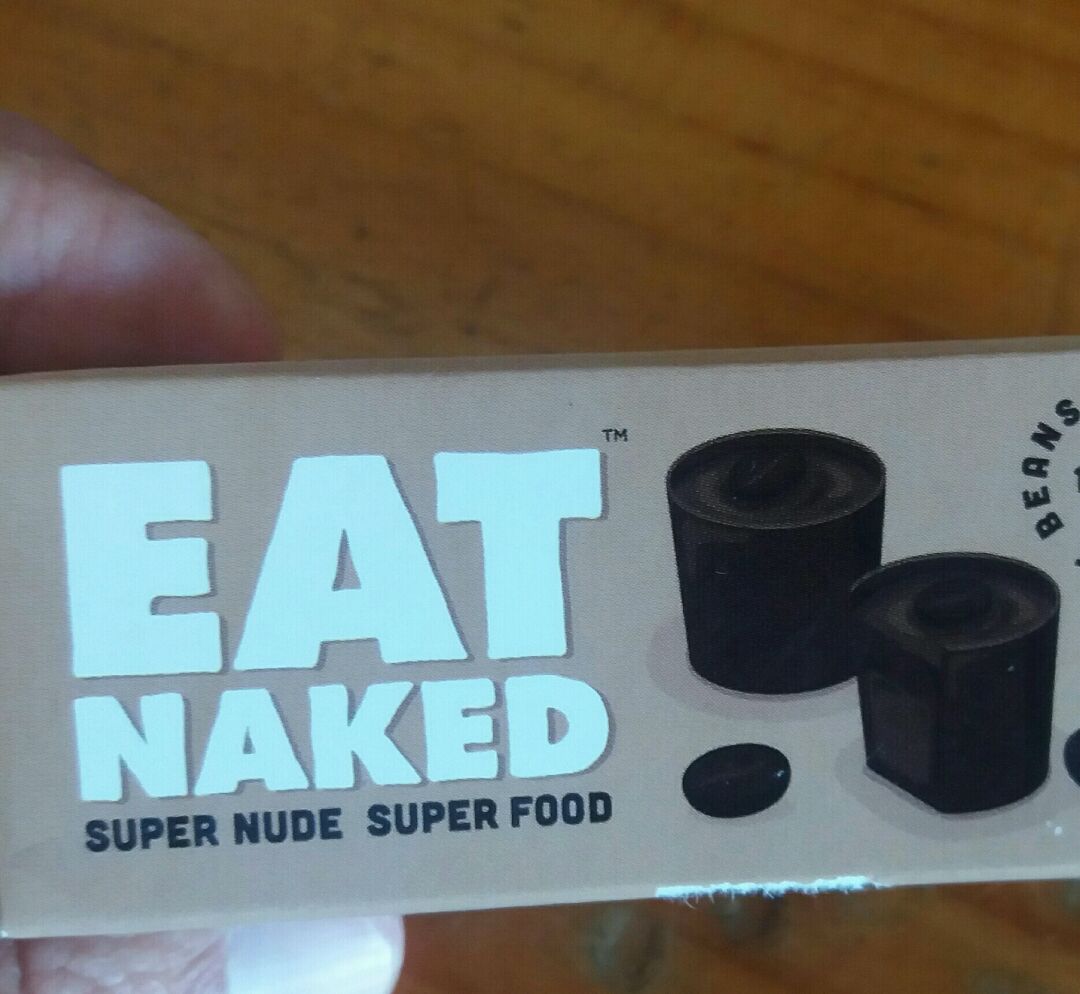 EAT
NAKED
TM
SUPER NUDE SUPER FOOD
BEANS